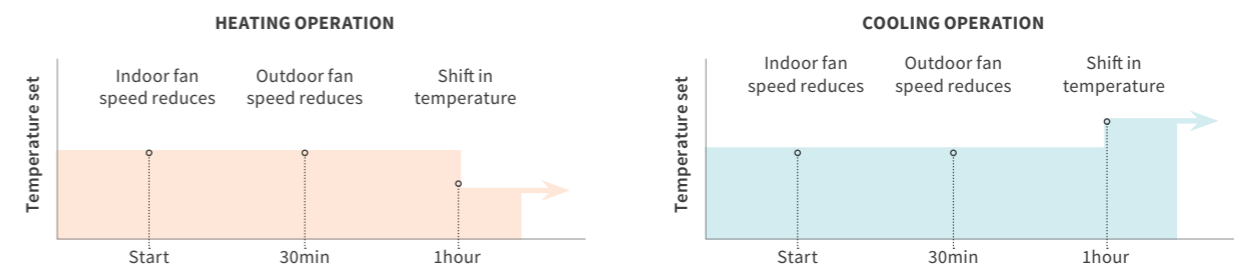 HEATING OPERATION
Temperature set
Indoor fan
speed reduces
Outdoor fan
speed reduces
Shift in
temperature
Start
30min
1hour
COOLING OPERATION
Temperature set
Indoor fan
speed reduces
Outdoor fan
speed reduces
Shift in
temperature
Start
30min
1hour